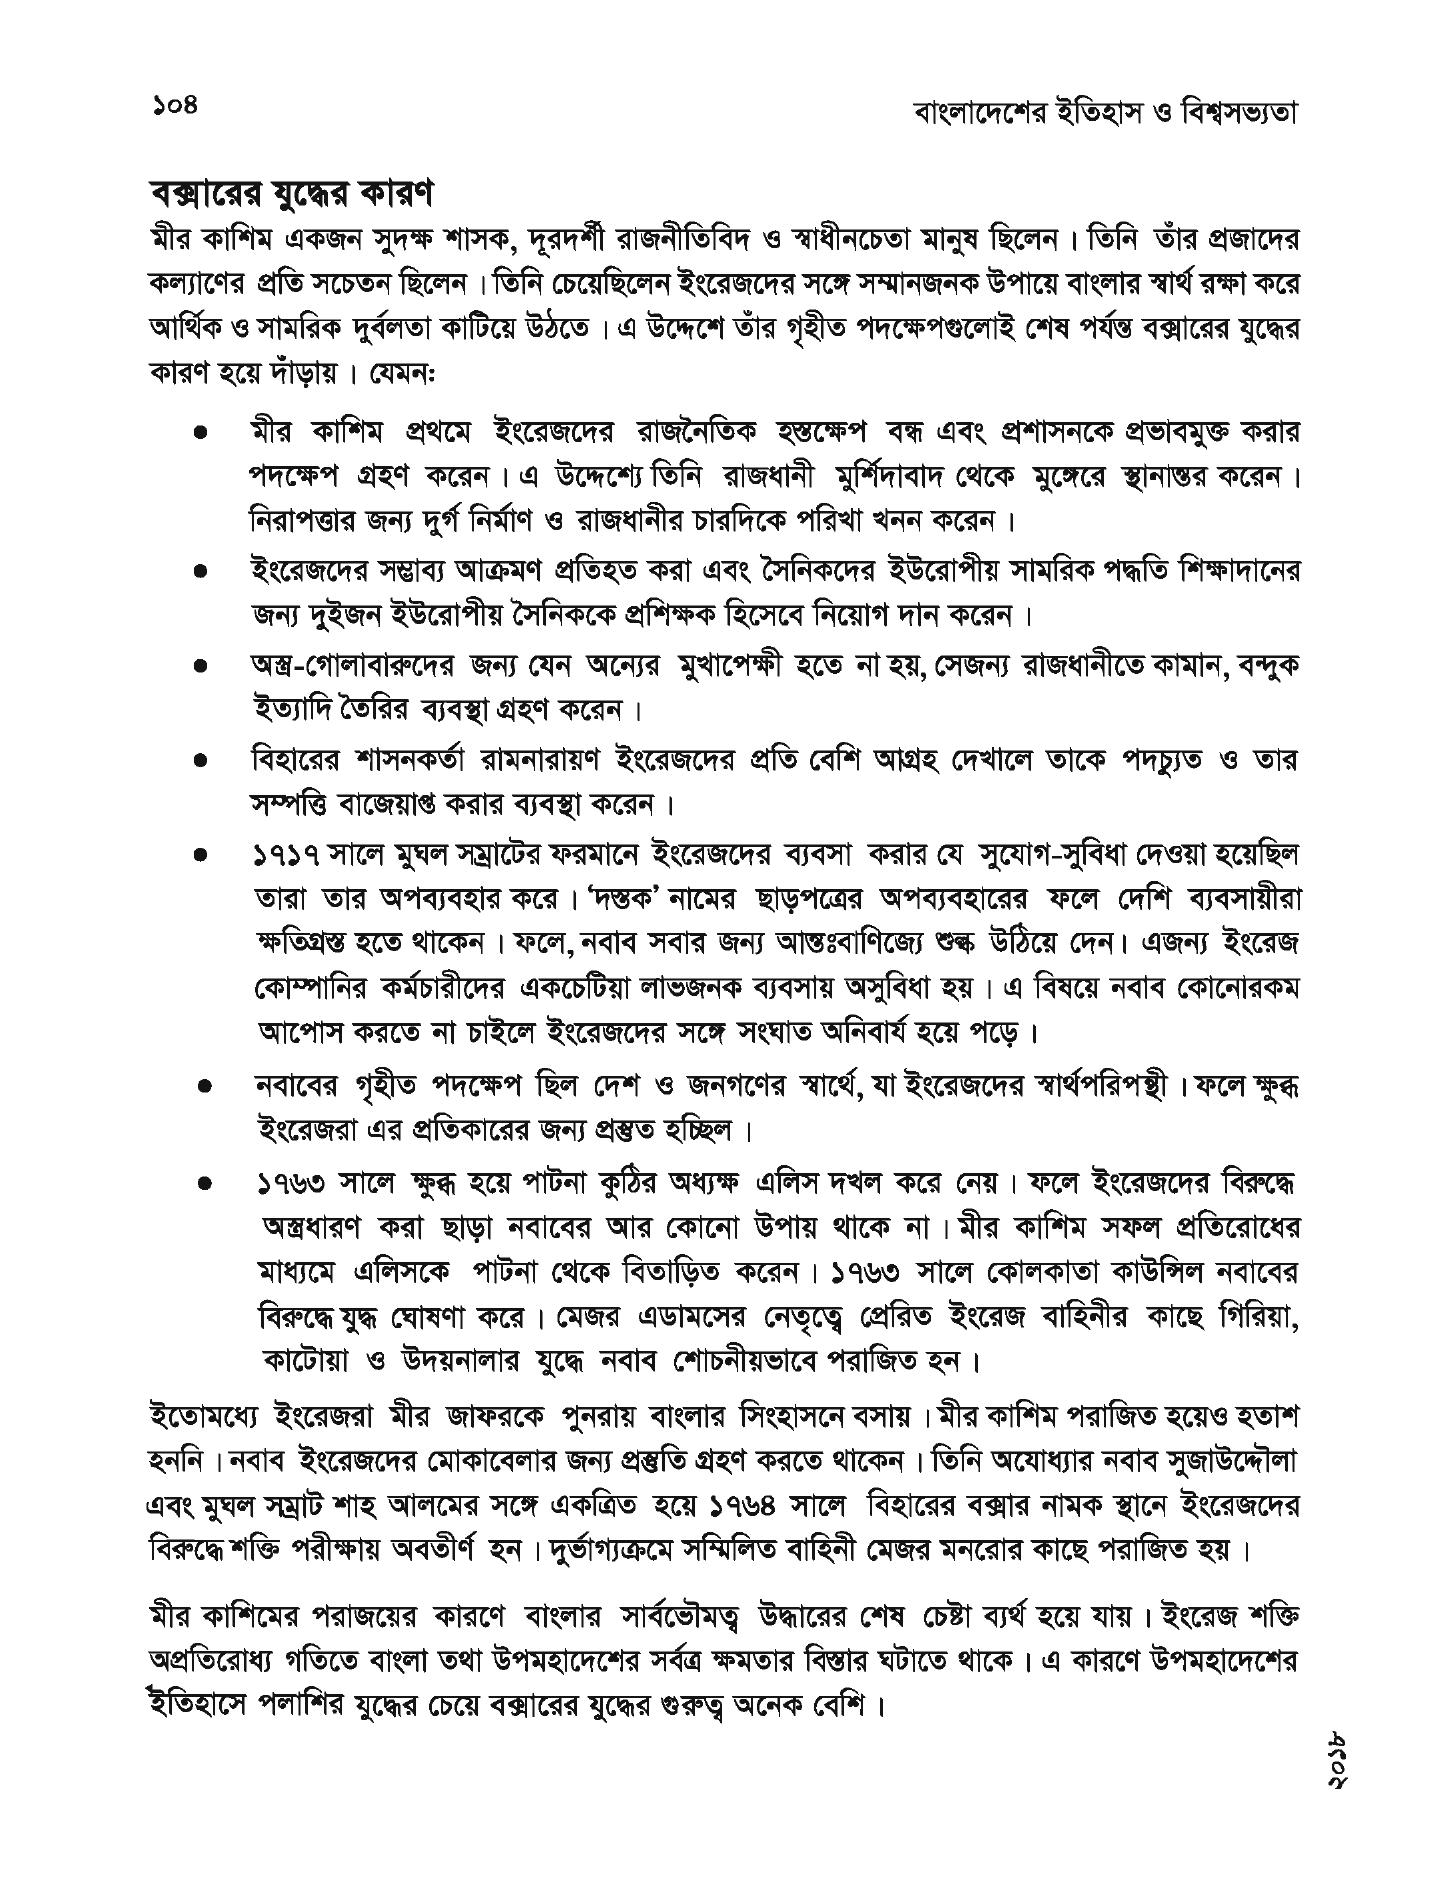 ১০৪
বাংলাদেশের ইতিহাস ও বিশ্বসভ্যতা
বক্সারের যুদ্ধের কারণ
মীর কাশিম একজন সুদক্ষ শাসক, দূরদর্শী রাজনীতিবিদ ও স্বাধীনচেতা মানুষ ছিলেন। তিনি তাঁর প্রজাদের
কল্যাণের প্রতি সচেতন ছিলেন। তিনি চেয়েছিলেন ইংরেজদের সঙ্গে সম্মানজনক উপায়ে বাংলার স্বার্থ রক্ষা করে
আর্থিক ও সামরিক দুর্বলতা কাটিয়ে উঠতে। এ উদ্দেশে তাঁর গৃহীত পদক্ষেপগুলোই শেষ পর্যন্ত বক্সারের যুদ্ধের
কারণ হয়ে দাঁড়ায়। যেমন:
● মীর কাশিম প্রথমে ইংরেজদের রাজনৈতিক হস্তক্ষেপ বন্ধ এবং প্রশাসনকে প্রভাবমুক্ত করার
পদক্ষেপ গ্রহণ করেন। এ উদ্দেশ্যে তিনি রাজধানী মুর্শিদাবাদ থেকে মুঙ্গেরে স্থানান্তর করেন।
নিরাপত্তার জন্য দুর্গ নির্মাণ ও রাজধানীর চারদিকে পরিখা খনন করেন।
● ইংরেজদের সম্ভাব্য আক্রমণ প্রতিহত করা এবং সৈনিকদের ইউরোপীয় সামরিক পদ্ধতি শিক্ষাদানের
জন্য দুইজন ইউরোপীয় সৈনিককে প্রশিক্ষক হিসেবে নিয়োগ দান করেন।
● অস্ত্র-গোলাবারুদের জন্য যেন অন্যের মুখাপেক্ষী হতে না হয়, সেজন্য রাজধানীতে কামান, বন্দুক
ইত্যাদি তৈরির ব্যবস্থা গ্রহণ করেন।
● বিহারের শাসনকর্তা রামনারায়ণ ইংরেজদের প্রতি বেশি আগ্রহ দেখালে তাকে পদচ্যুত ও তার
সম্পত্তি বাজেয়াপ্ত করার ব্যবস্থা করেন।
● ১৭১৭ সালে মুঘল সম্রাটের ফরমানে ইংরেজদের ব্যবসা করার যে সুযোগ-সুবিধা দেওয়া হয়েছিল
তারা তার অপব্যবহার করে। ‘দস্তক’ নামের ছাড়পত্রের অপব্যবহারের ফলে দেশি ব্যবসায়ীরা
ক্ষতিগ্রস্ত হতে থাকেন। ফলে, নবাব সবার জন্য আন্তঃবাণিজ্যে শুল্ক উঠিয়ে দেন। এজন্য ইংরেজ
কোম্পানির কর্মচারীদের একচেটিয়া লাভজনক ব্যবসায় অসুবিধা হয়। এ বিষয়ে নবাব কোনোরকম
আপোস করতে না চাইলে ইংরেজদের সঙ্গে সংঘাত অনিবার্য হয়ে পড়ে।
● নবাবের গৃহীত পদক্ষেপ ছিল দেশ ও জনগণের স্বার্থে, যা ইংরেজদের স্বার্থপরিপন্থী। ফলে ক্ষুব্ধ
ইংরেজরা এর প্রতিকারের জন্য প্রস্তুত হচ্ছিল।
● ১৭৬৩ সালে ক্ষুব্ধ হয়ে পাটনা কুঠির অধ্যক্ষ এলিস দখল করে নেয়। ফলে ইংরেজদের বিরুদ্ধে
অস্ত্রধারণ করা ছাড়া নবাবের আর কোনো উপায় থাকে না। মীর কাশিম সফল প্রতিরোধের
মাধ্যমে এলিসকে পাটনা থেকে বিতাড়িত করেন। ১৭৬৩ সালে কোলকাতা কাউন্সিল নবাবের
বিরুদ্ধে যুদ্ধ ঘোষণা করে। মেজর এডামসের নেতৃত্বে প্রেরিত ইংরেজ বাহিনীর কাছে গিরিয়া,
কাটোয়া ও উদয়নালার যুদ্ধে নবাব শোচনীয়ভাবে পরাজিত হন।
ইতোমধ্যে ইংরেজরা মীর জাফরকে পুনরায় বাংলার সিংহাসনে বসায়। মীর কাশিম পরাজিত হয়েও হতাশ
হননি। নবাব ইংরেজদের মোকাবেলার জন্য প্রস্তুতি গ্রহণ করতে থাকেন। তিনি অযোধ্যার নবাব সুজাউদ্দৌলা
এবং মুঘল সম্রাট শাহ আলমের সঙ্গে একত্রিত হয়ে ১৭৬৪ সালে বিহারের বক্সার নামক স্থানে ইংরেজদের
বিরুদ্ধে শক্তি পরীক্ষায় অবতীর্ণ হন। দুর্ভাগ্যক্রমে সম্মিলিত বাহিনী মেজর মনরোর কাছে পরাজিত হয়।
মীর কাশিমের পরাজয়ের কারণে বাংলার সার্বভৌমত্ব উদ্ধারের শেষ চেষ্টা ব্যর্থ হয়ে যায়। ইংরেজ শক্তি
অপ্রতিরোধ্য গতিতে বাংলা তথা উপমহাদেশের সর্বত্র ক্ষমতার বিস্তার ঘটাতে থাকে। এ কারণে উপমহাদেশের
ইতিহাসে পলাশির যুদ্ধের চেয়ে বক্সারের যুদ্ধের গুরুত্ব অনেক বেশি।
২০১৮